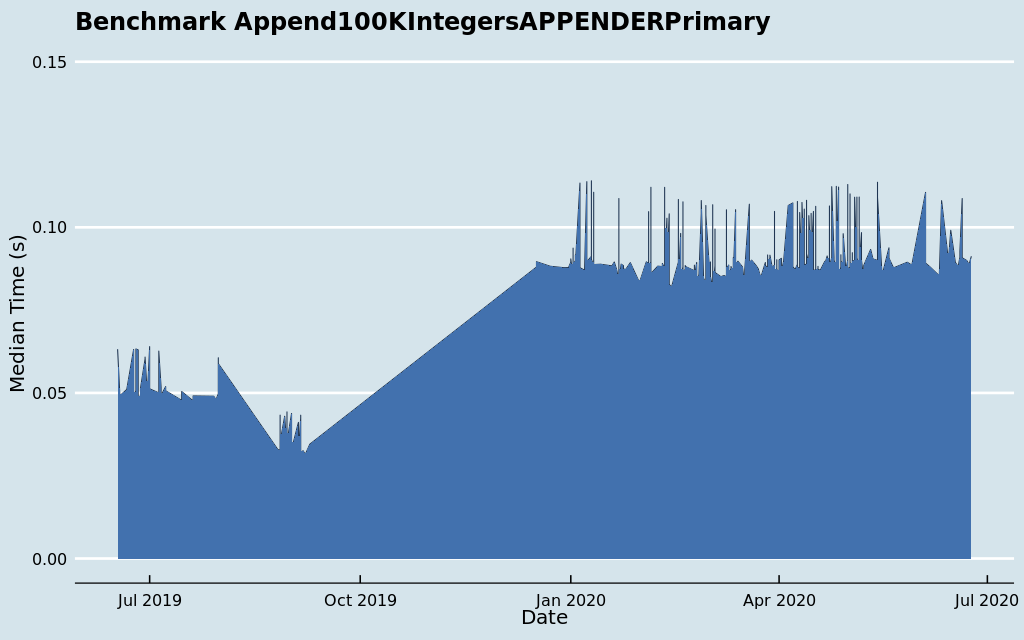 Benchmark Append100KIntegersAPPENDERPrimary
Median Time (s)
0.15
0.10
0.05
0.00
Jul 2019
Oct 2019
Jan 2020
Apr 2020
Jul 2020
Date